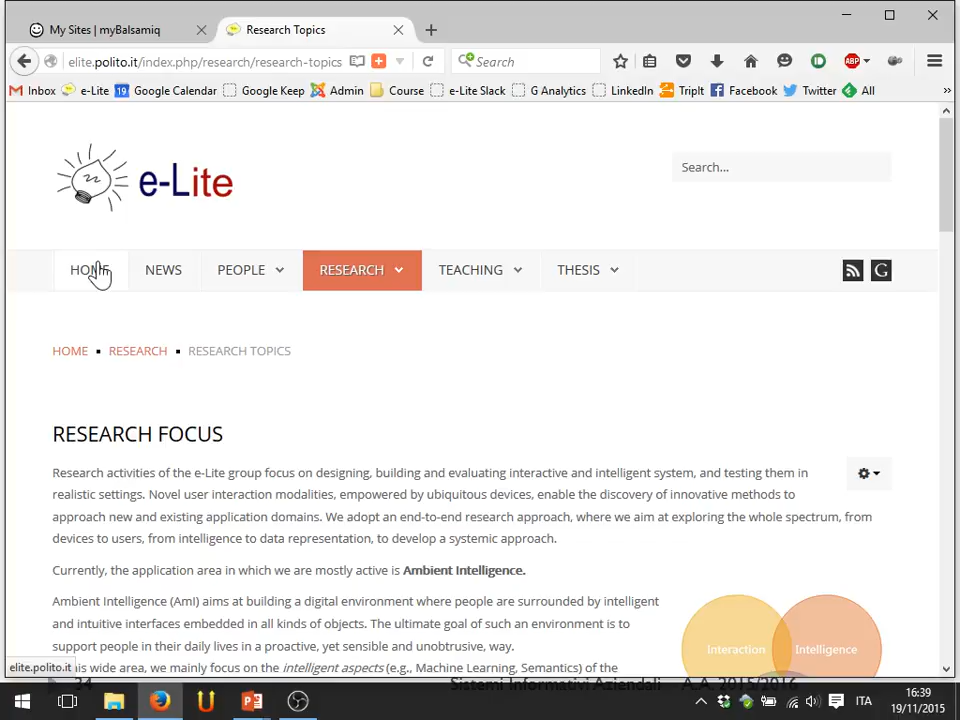 My Sites | myBalsamiq
Research Topics
elite.polito.it/index.php/research/research-topics
Search
ABP
Inbox
e-Lite
19 Google Calendar
Google Keep
Admin
Course
e-Lite Slack
G Analytics
LinkedIn
TripIt
Facebook
Twitter
All
e-Lite
Search...
HOME
NEWS
PEOPLE
RESEARCH
TEACHING
THESIS
G
HOME ▪ RESEARCH ▪ RESEARCH TOPICS
RESEARCH FOCUS
Research activities of the e-Lite group focus on designing, building and evaluating interactive and intelligent system, and testing them in
realistic settings. Novel user interaction modalities, empowered by ubiquitous devices, enable the discovery of innovative methods to
approach new and existing application domains. We adopt an end-to-end research approach, where we aim at exploring the whole spectrum, from
devices to users, from intelligence to data representation, to develop a systemic approach.
Currently, the application area in which we are mostly active is Ambient Intelligence.
Ambient Intelligence (AmI) aims at building a digital environment where people are surrounded by intelligent
and intuitive interfaces embedded in all kinds of objects. The ultimate goal of such an environment is to
support people in their daily lives in a proactive, yet sensible and unobtrusive, way.
Interaction
Intelligence
elite.polito.it
his wide area, we mainly focus on the intelligent aspects (e.g., Machine Learning, Semantics) of the
34
Sistemi Informativi Aziendali
A.A. 2015/2016
ITA
16:39
19/11/2015